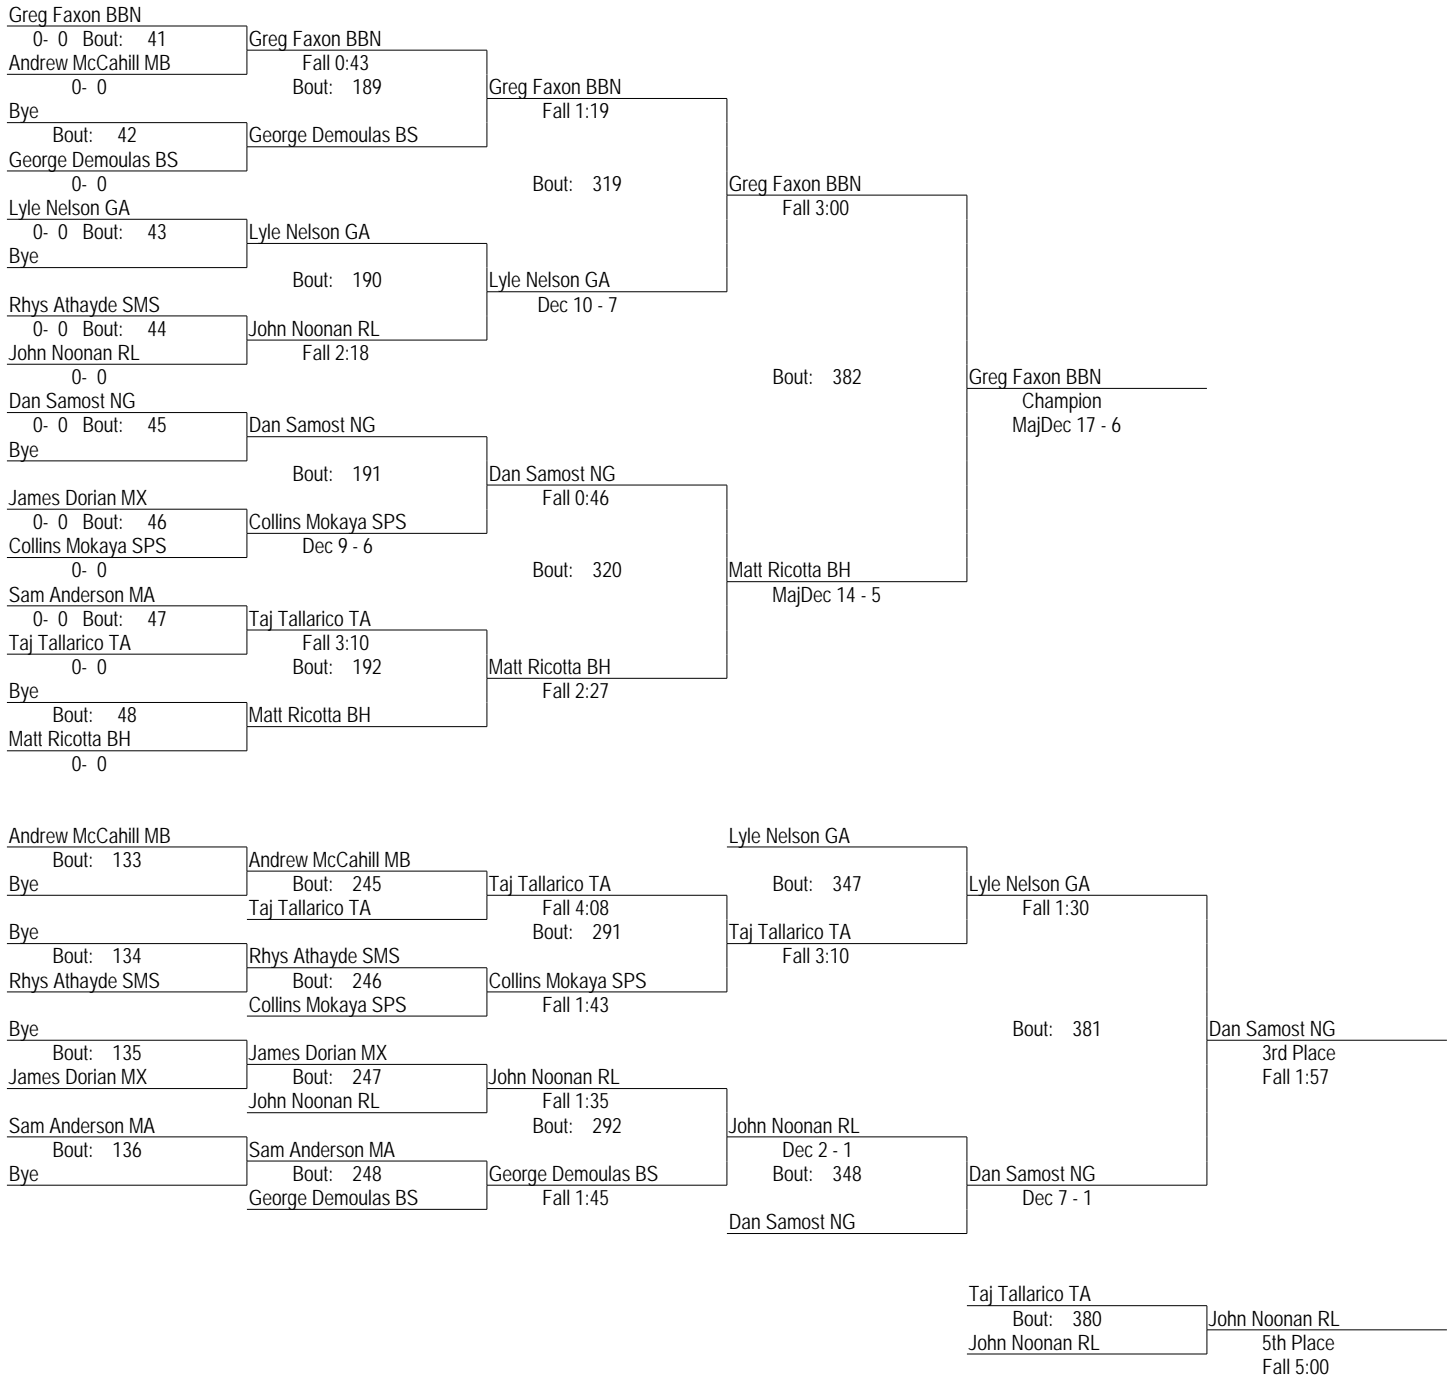 Greg Faxon BBN
0- 0 Bout: 41
Greg Faxon BBN
Andrew McCahill MB
Fall 0:43
0- 0
Bout: 189
Greg Faxon BBN
Bye
Fall 1:19
Bout: 42
George Demoulas BS
George Demoulas BS
0- 0
Bout: 319
Greg Faxon BBN
Lyle Nelson GA
Fall 3:00
0- 0 Bout: 43
Lyle Nelson GA
Bye
Bout: 190
Lyle Nelson GA
Rhys Athayde SMS
Dec 10 - 7
0- 0 Bout: 44
John Noonan RL
John Noonan RL
Fall 2:18
0- 0
Bout: 382
Greg Faxon BBN
Dan Samost NG
Champion
0- 0 Bout: 45
Dan Samost NG
MajDec 17 - 6
Bye
Bout: 191
Dan Samost NG
James Dorian MX
Fall 0:46
0- 0 Bout: 46
Collins Mokaya SPS
Collins Mokaya SPS
Dec 9 - 6
0- 0
Bout: 320
Matt Ricotta BH
Sam Anderson MA
MajDec 14 - 5
0- 0 Bout: 47
Taj Tallarico TA
Taj Tallarico TA
Fall 3:10
0- 0
Bout: 192
Matt Ricotta BH
Bye
Fall 2:27
Bout: 48
Matt Ricotta BH
Matt Ricotta BH
0- 0
Andrew McCahill MB
Lyle Nelson GA
Bout: 133
Andrew McCahill MB
Bye
Bout: 245
Taj Tallarico TA
Bout: 347
Lyle Nelson GA
Taj Tallarico TA
Fall 4:08
Fall 1:30
Bye
Bout: 291
Taj Tallarico TA
Bout: 134
Rhys Athayde SMS
Fall 3:10
Rhys Athayde SMS
Bout: 246
Collins Mokaya SPS
Collins Mokaya SPS
Fall 1:43
Bye
Bout: 381
Dan Samost NG
Bout: 135
James Dorian MX
3rd Place
James Dorian MX
Bout: 247
John Noonan RL
Fall 1:57
John Noonan RL
Fall 1:35
Sam Anderson MA
Bout: 292
John Noonan RL
Bout: 136
Sam Anderson MA
Dec 2 - 1
Bye
Bout: 248
George Demoulas BS
Bout: 348
Dan Samost NG
George Demoulas BS
Fall 1:45
Dec 7 - 1
Dan Samost NG
Taj Tallarico TA
Bout: 380
John Noonan RL
John Noonan RL
5th Place
Fall 5:00